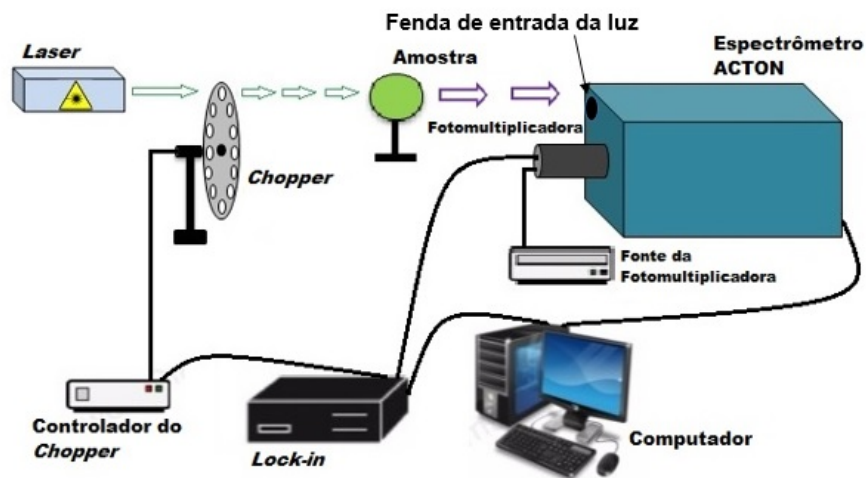 Fenda de entrada da luz
Laser
Amostra
Espectrômetro
ACTON
Fotomultiplicadora
Chopper
Fonte da
Fotomultiplicadora
Controlador do
Chopper
Lock-in
Computador